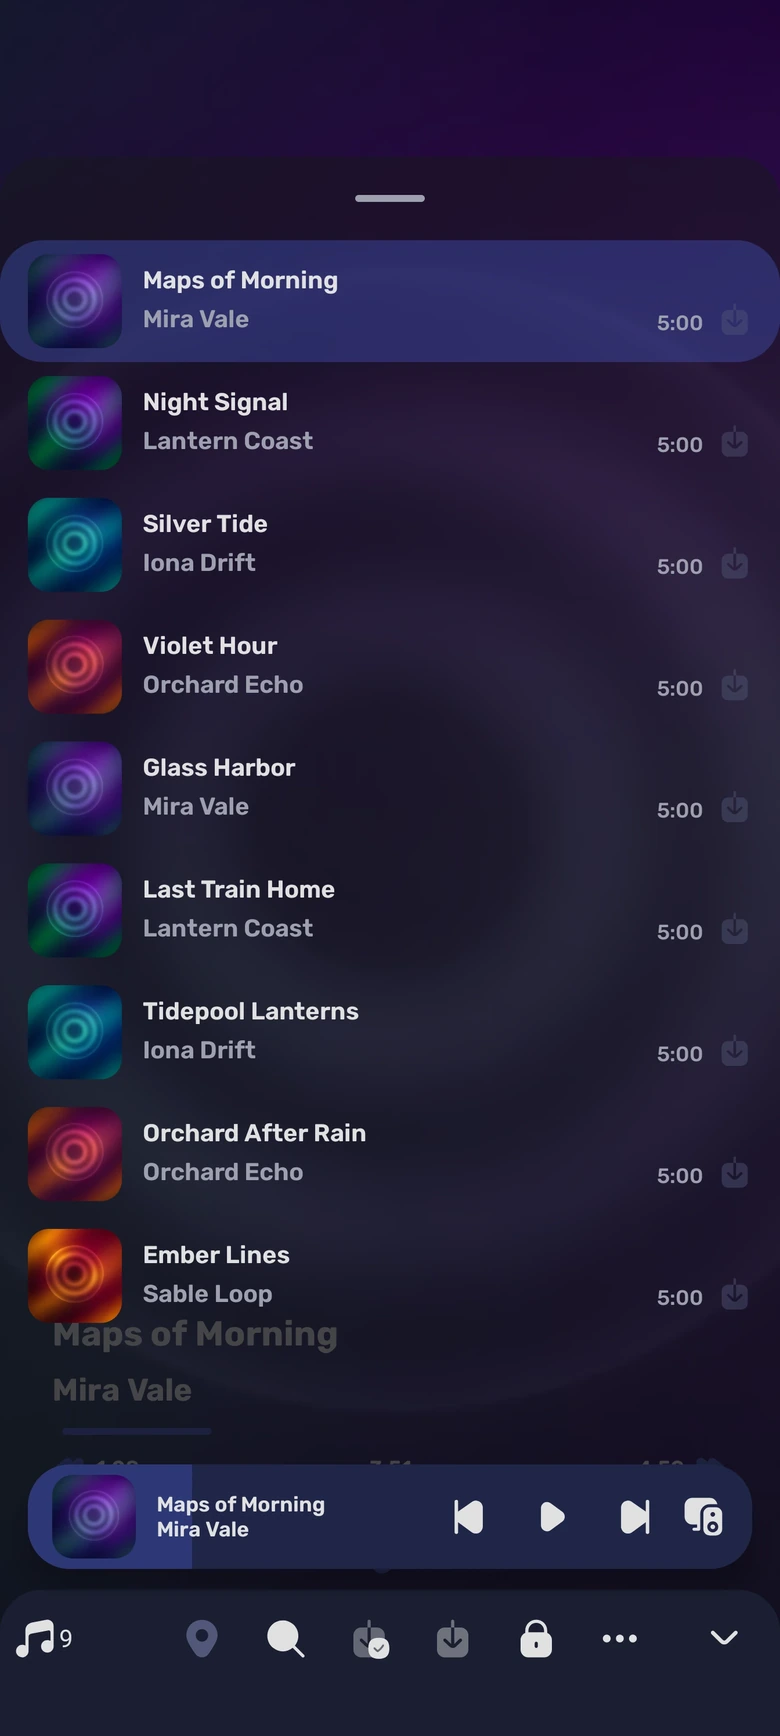 Maps of Morning
Mira Vale
5:00
Night Signal
Lantern Coast
5:00
Silver Tide
Iona Drift
5:00
Violet Hour
Orchard Echo
5:00
Glass Harbor
Mira Vale
5:00
Last Train Home
Lantern Coast
5:00
Tidepool Lanterns
Iona Drift
5:00
Orchard After Rain
Orchard Echo
5:00
Ember Lines
Sable Loop
5:00
Maps of Morning
Mira Vale
Maps of Morning
Mira Vale
9